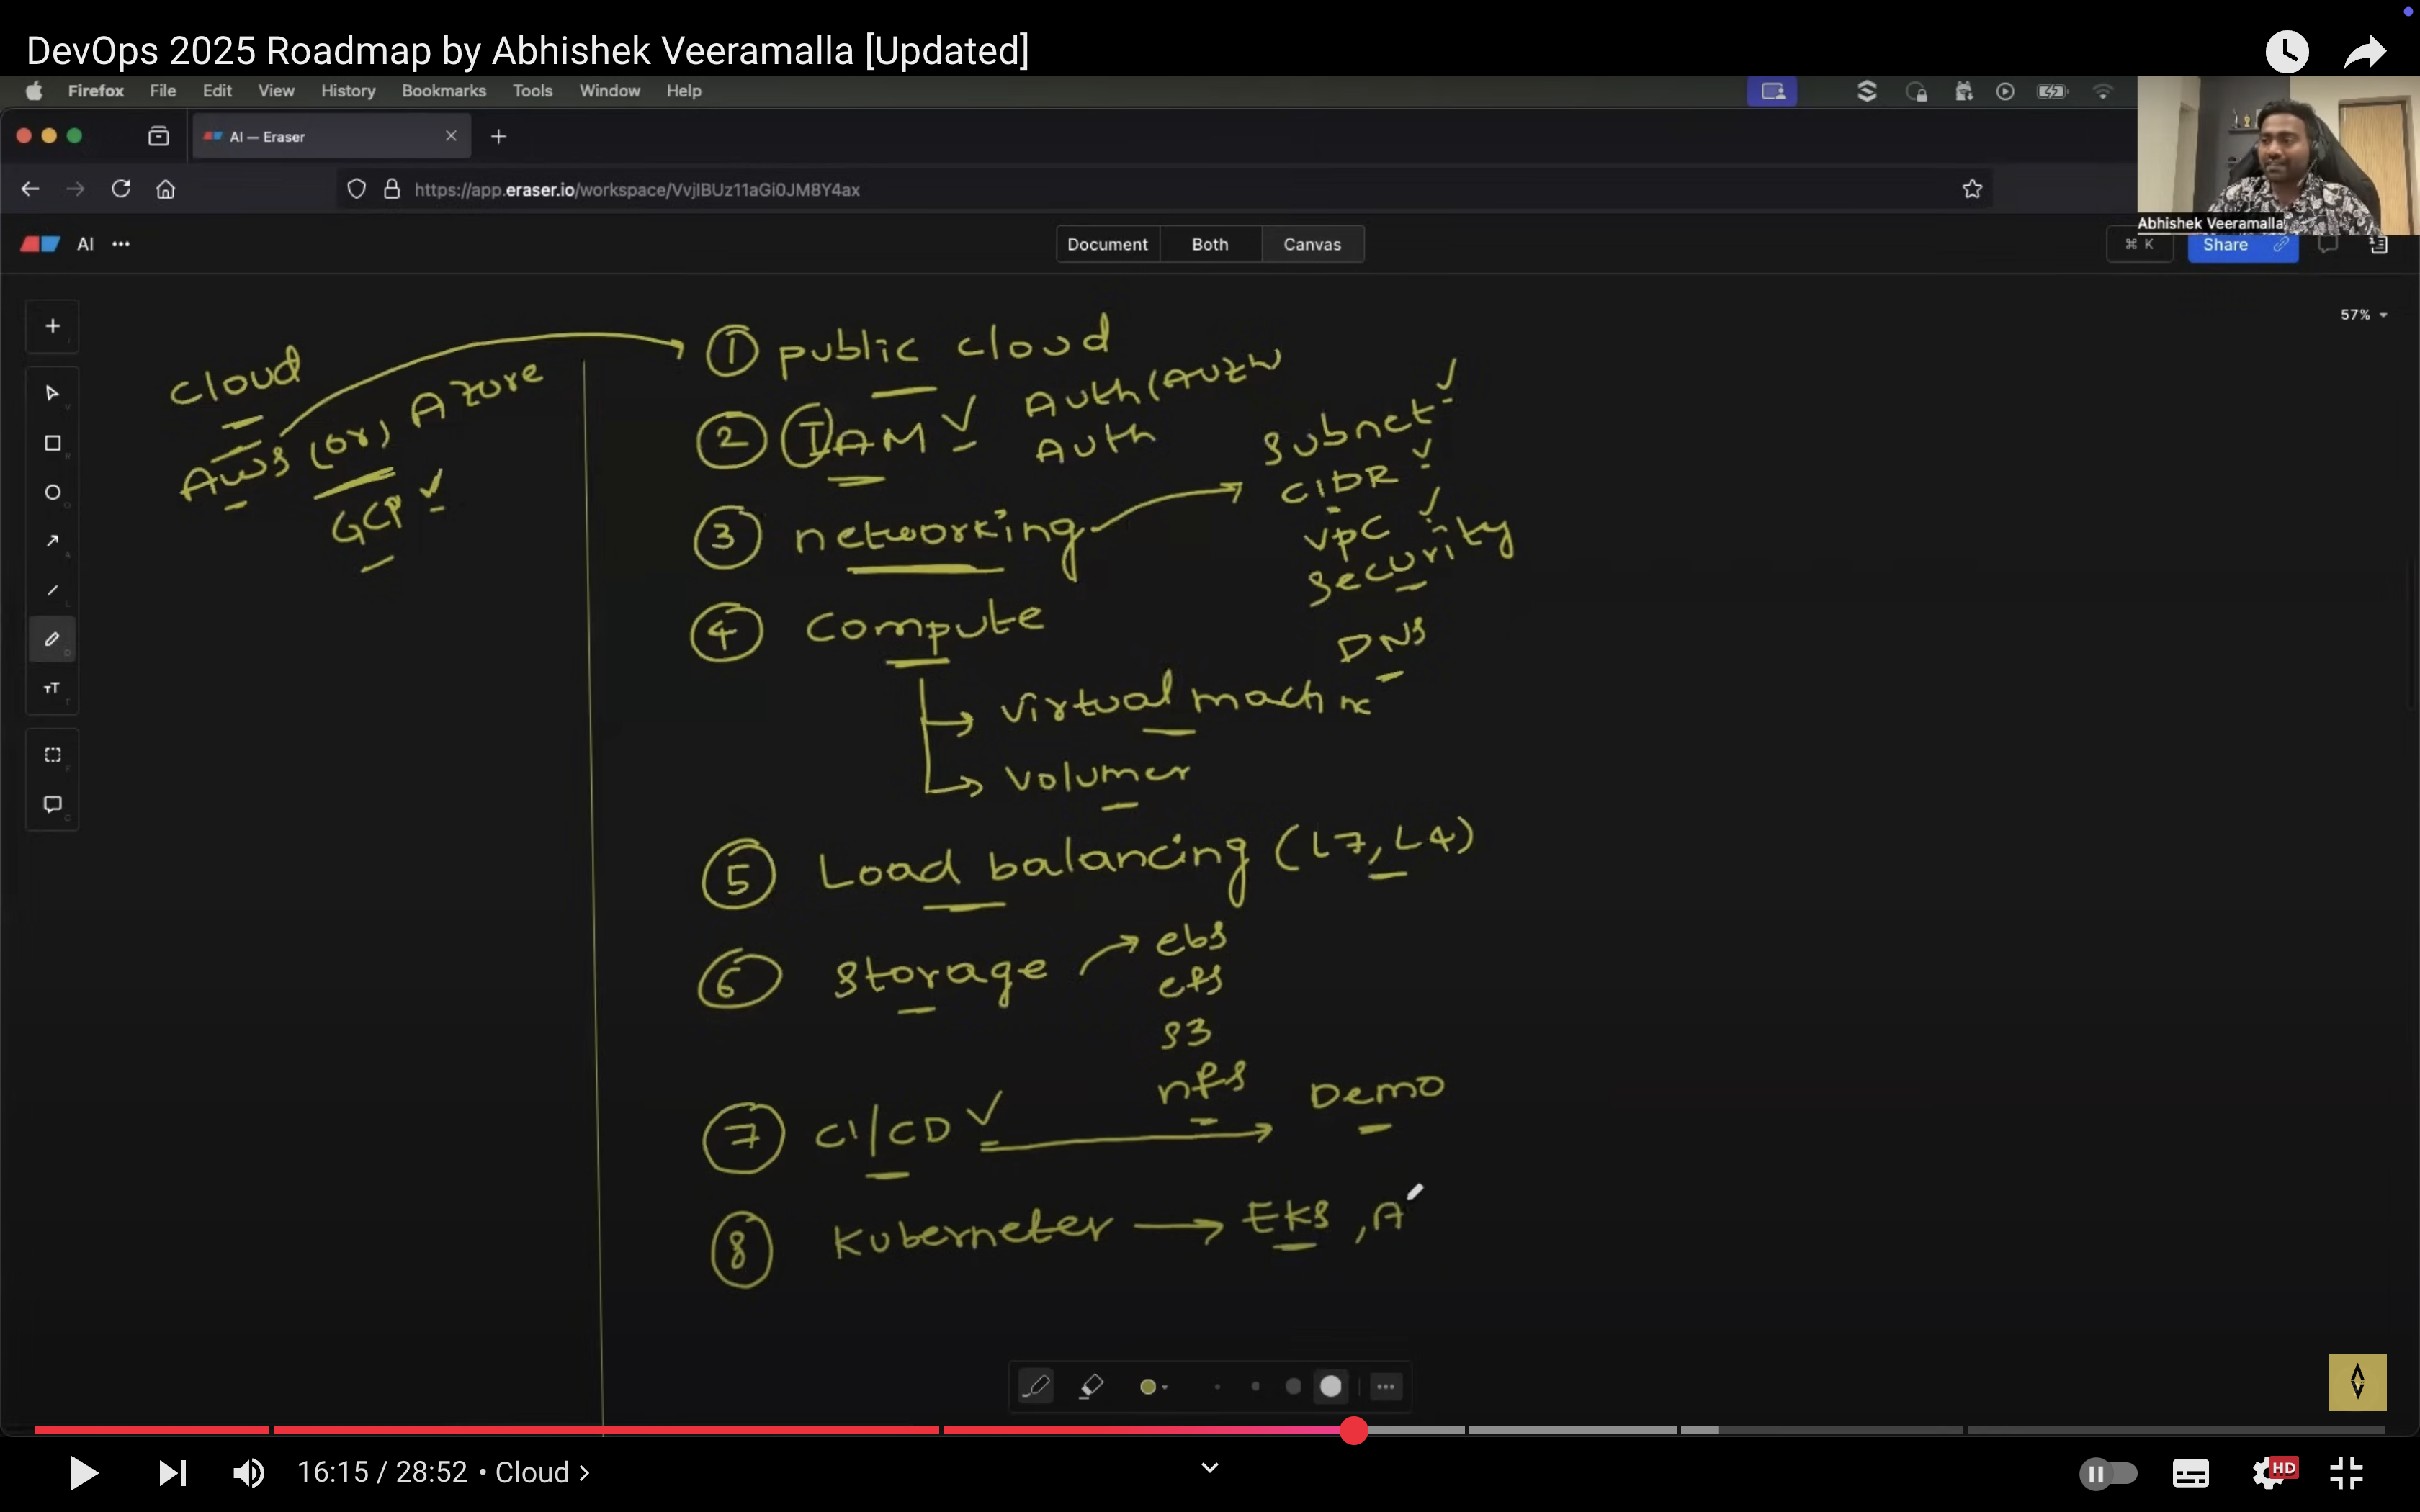 DevOps 2025 Roadmap by Abhishek Veeramalla [Updated]
Firefox File Edit View History Bookmarks Tools Window Help
AI — Eraser
https://app.eraser.io/workspace/VvjIBUz11aGi0JM8Y4ax
Abhishek Veeramalla
AI ••• Document Both Canvas ⌘ K Share
57%
cloud
AWS (or) Azure
GCP ✓
① public cloud
② IAM ✓ Auth (Auzn
Auth
③ networking → Subnet ✓
CIDR ✓
VPC ✓
Security
DNS
④ Compute
→ Virtual machine
→ Volumes
⑤ Load balancing (L7, L4)
⑥ Storage → ebs
efs
S3
nfs
⑦ CI/CD ✓ → Demo
⑧ Kubernetes → EKS, A
16:15 / 28:52 • Cloud >
HD